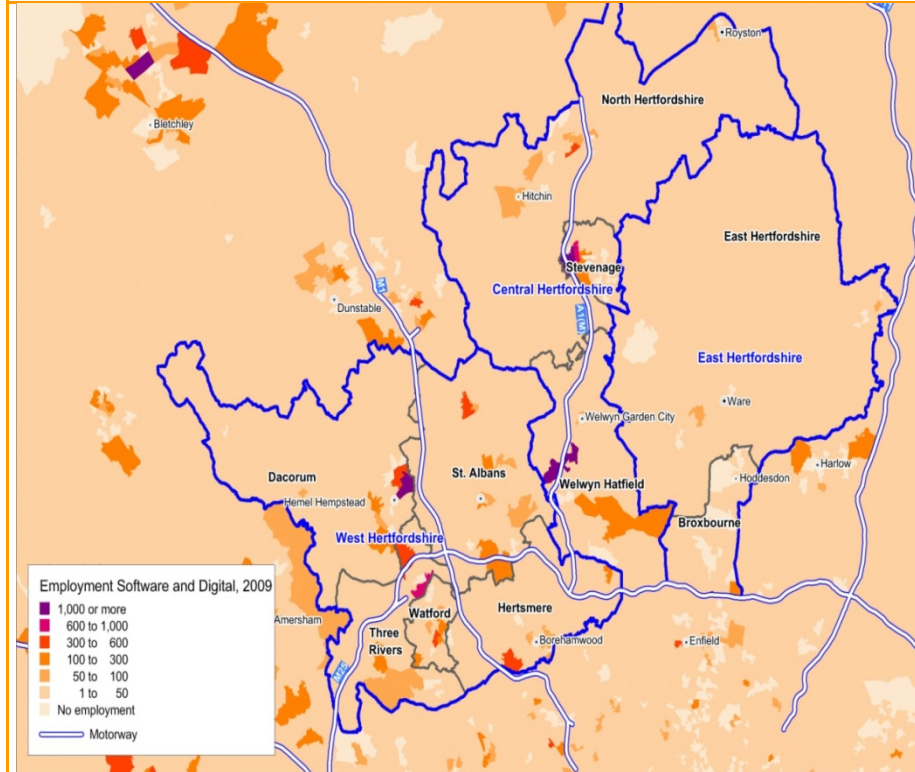 Royston
North Hertfordshire
Bletchley
Hitchin
East Hertfordshire
Stevenage
Central Hertfordshire
M1
Dunstable
A1(M)
East Hertfordshire
Ware
Welwyn Garden City
Dacorum
St. Albans
Welwyn Hatfield
Hoddesdon
Harlow
Hemel Hempstead
Broxbourne
West Hertfordshire
Employment Software and Digital, 2009
1,000 or more
600 to 1,000
300 to 600
100 to 300
50 to 100
1 to 50
No employment
Motorway
Amersham
Watford
Hertsmere
Three
Rivers
Borehamwood
Enfield
M25